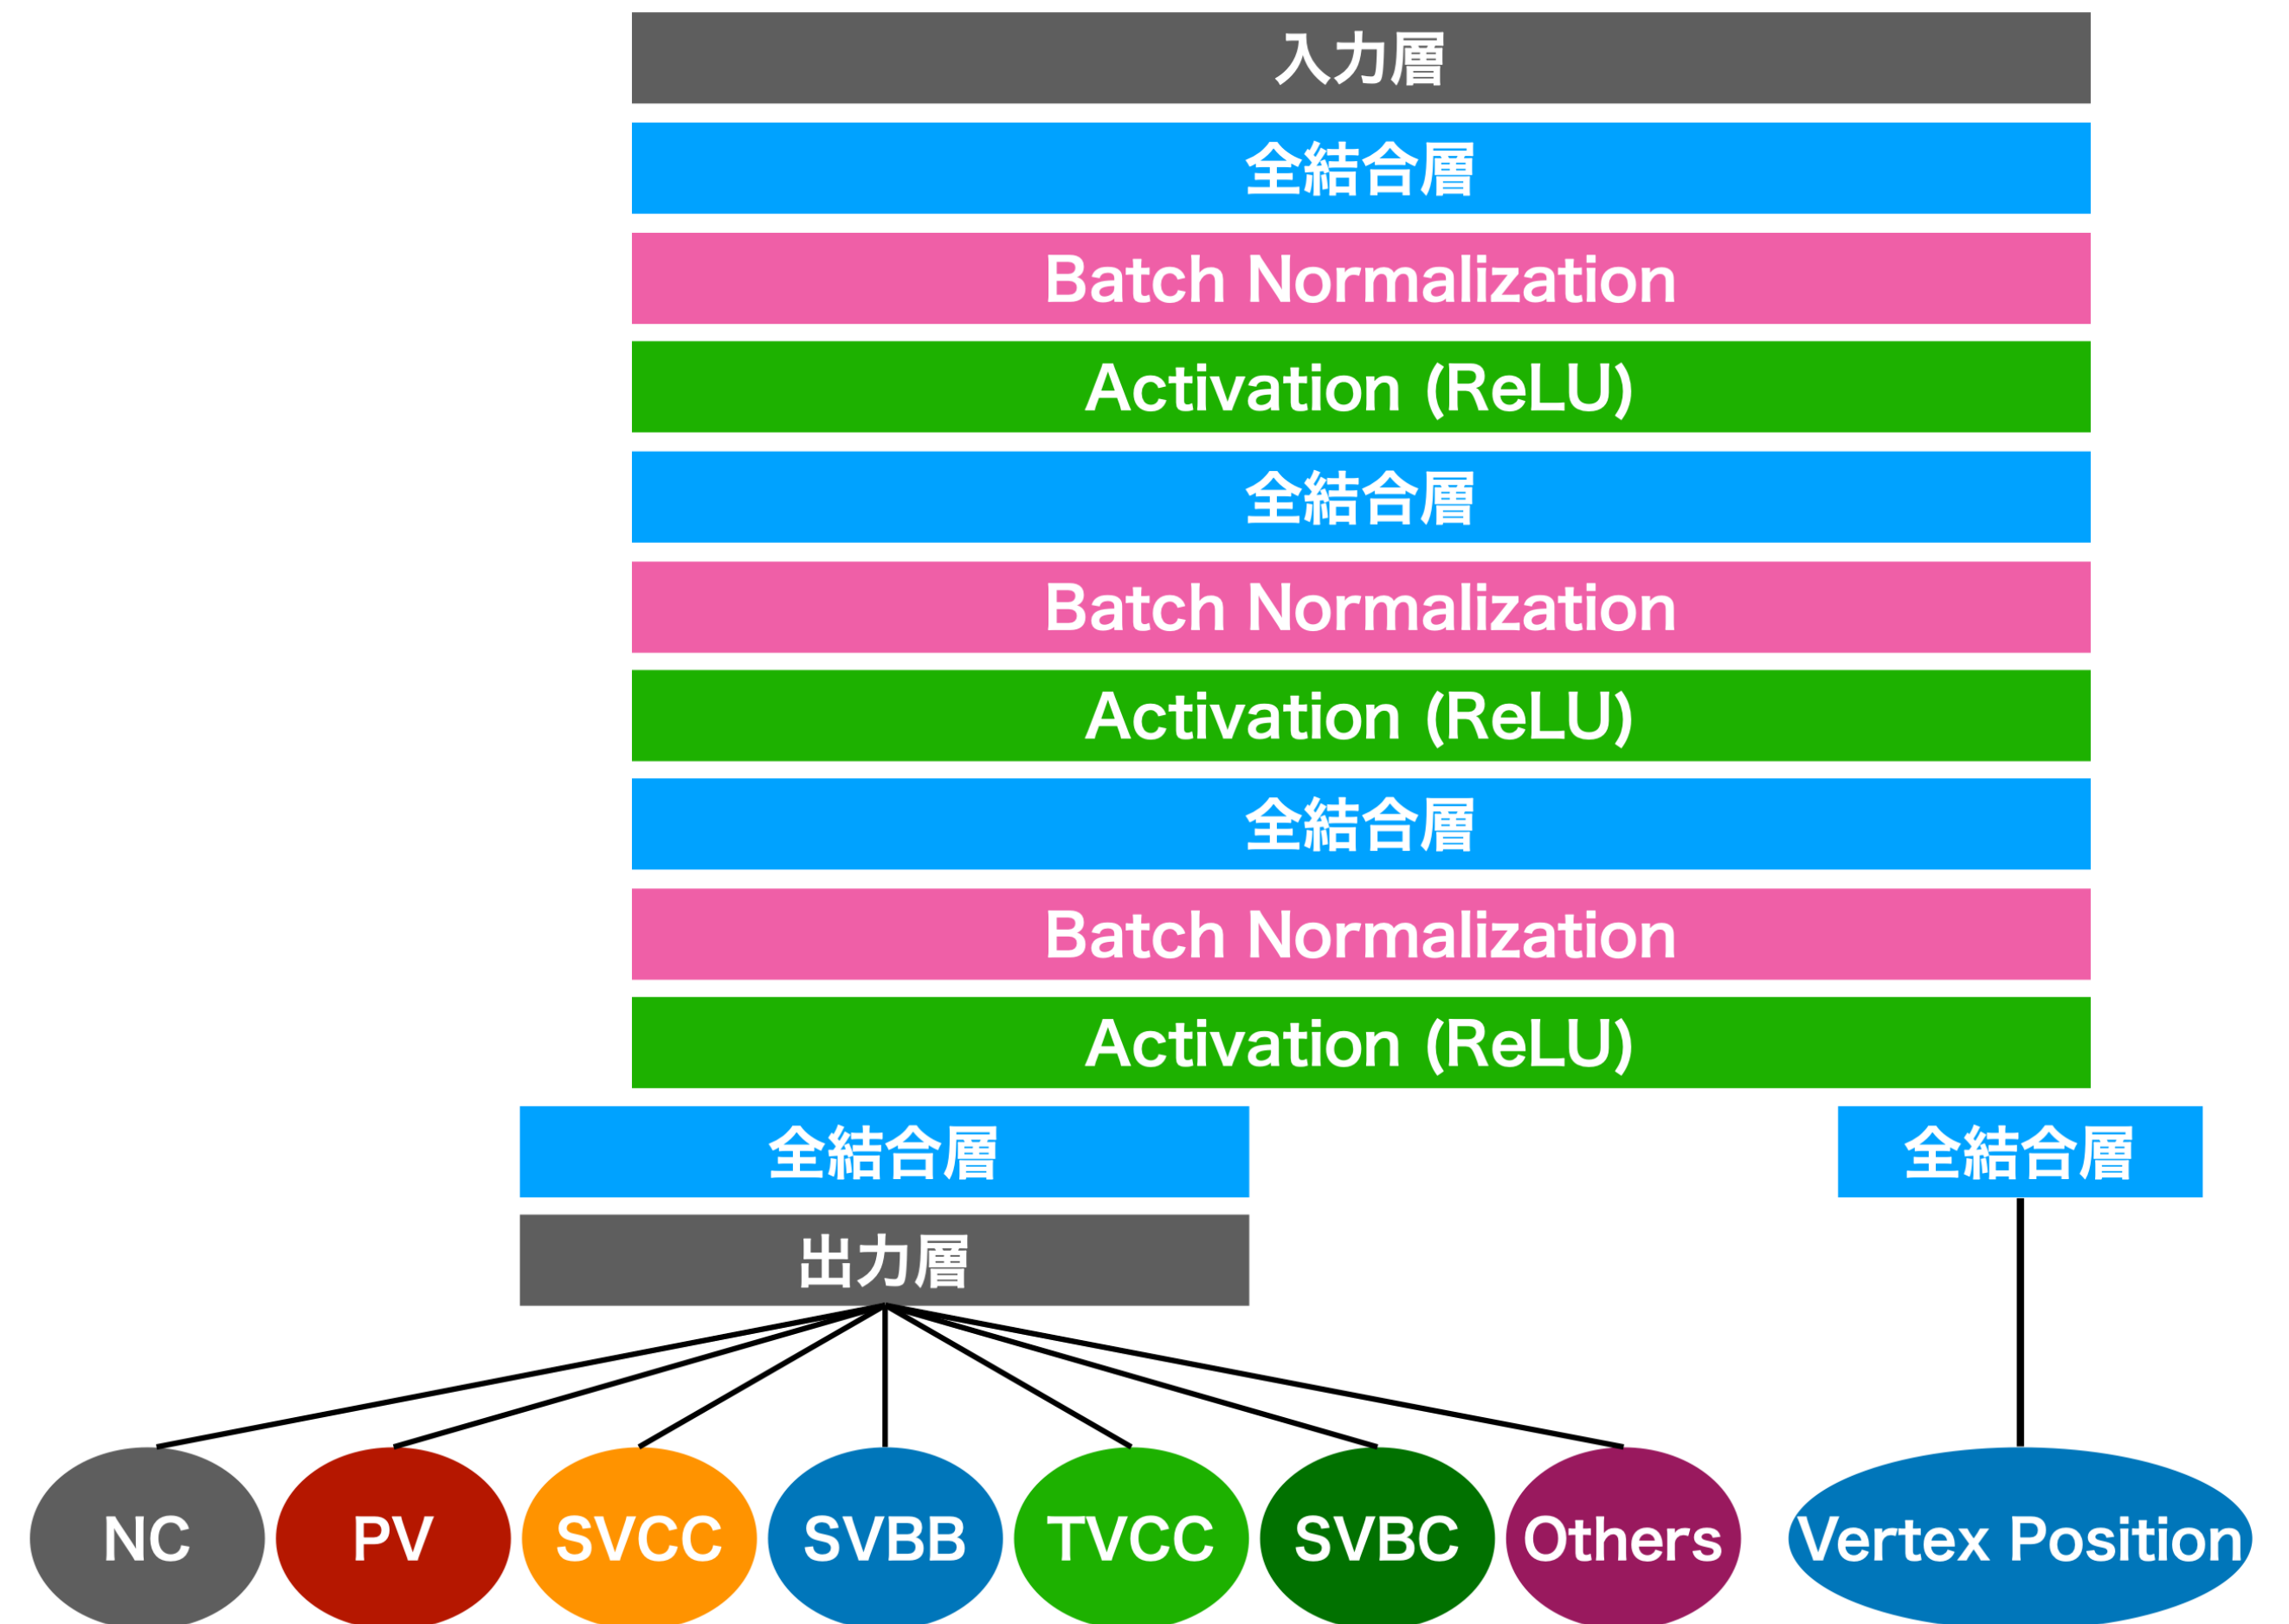 入力層
全結合層
Batch Normalization
Activation (ReLU)
全結合層
Batch Normalization
Activation (ReLU)
全結合層
Batch Normalization
Activation (ReLU)
全結合層
全結合層
出力層
NC
PV
SVCC
SVBB
TVCC
SVBC
Others
Vertex Position